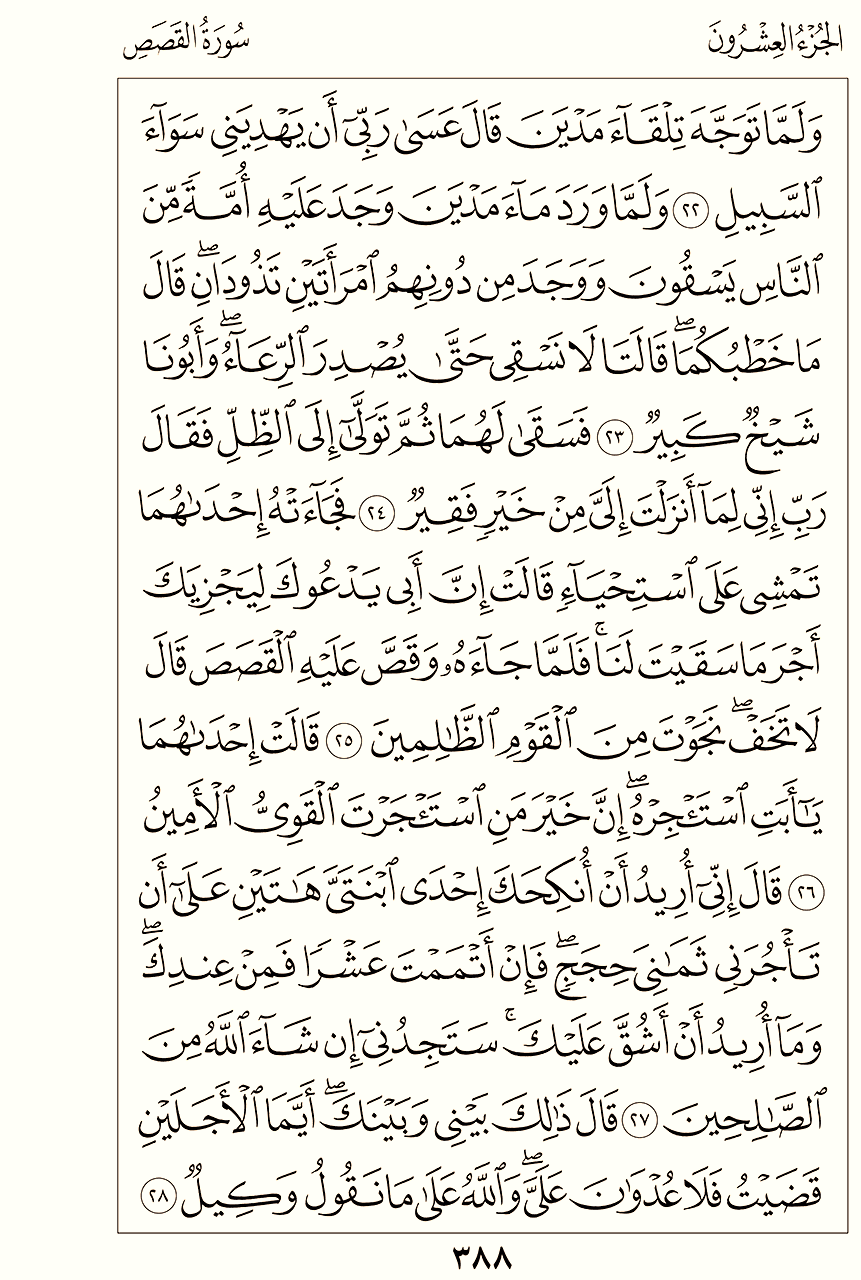 الجُزْءُ العِشْرُونَ
سُورَةُ القَصَصِ
وَلَمَّا تَوَجَّهَ تِلْقَآءَ مَدْيَنَ قَالَ عَسَىٰ رَبِّىٓ أَن يَهْدِيَنِى سَوَآءَ
ٱلسَّبِيلِ ٢٢ وَلَمَّا وَرَدَ مَآءَ مَدْيَنَ وَجَدَ عَلَيْهِ أُمَّةً مِّنَ
ٱلنَّاسِ يَسْقُونَ وَوَجَدَ مِن دُونِهِمُ ٱمْرَأَتَيْنِ تَذُودَانِ ۖ قَالَ
مَا خَطْبُكُمَا ۖ قَالَتَا لَا نَسْقِى حَتَّىٰ يُصْدِرَ ٱلرِّعَآءُ ۖ وَأَبُونَا
شَيْخٌ كَبِيرٌ ٢٣ فَسَقَىٰ لَهُمَا ثُمَّ تَوَلَّىٰٓ إِلَى ٱلظِّلِّ فَقَالَ
رَبِّ إِنِّى لِمَآ أَنزَلْتَ إِلَىَّ مِنْ خَيْرٍ فَقِيرٌ ٢٤ فَجَآءَتْهُ إِحْدَىٰهُمَا
تَمْشِى عَلَى ٱسْتِحْيَآءٍ قَالَتْ إِنَّ أَبِى يَدْعُوكَ لِيَجْزِيَكَ
أَجْرَ مَا سَقَيْتَ لَنَا ۚ فَلَمَّا جَآءَهُۥ وَقَصَّ عَلَيْهِ ٱلْقَصَصَ قَالَ
لَا تَخَفْ ۖ نَجَوْتَ مِنَ ٱلْقَوْمِ ٱلظَّٰلِمِينَ ٢٥ قَالَتْ إِحْدَىٰهُمَا
يَٰٓأَبَتِ ٱسْتَـْٔجِرْهُ ۖ إِنَّ خَيْرَ مَنِ ٱسْتَـْٔجَرْتَ ٱلْقَوِىُّ ٱلْأَمِينُ
٢٦ قَالَ إِنِّىٓ أُرِيدُ أَنْ أُنكِحَكَ إِحْدَى ٱبْنَتَىَّ هَٰتَيْنِ عَلَىٰٓ أَن
تَأْجُرَنِى ثَمَٰنِىَ حِجَجٍ ۖ فَإِنْ أَتْمَمْتَ عَشْرًا فَمِنْ عِندِكَ ۖ
وَمَآ أُرِيدُ أَنْ أَشُقَّ عَلَيْكَ ۚ سَتَجِدُنِىٓ إِن شَآءَ ٱللَّهُ مِنَ
ٱلصَّٰلِحِينَ ٢٧ قَالَ ذَٰلِكَ بَيْنِى وَبَيْنَكَ ۖ أَيَّمَا ٱلْأَجَلَيْنِ
قَضَيْتُ فَلَا عُدْوَٰنَ عَلَىَّ ۖ وَٱللَّهُ عَلَىٰ مَا نَقُولُ وَكِيلٌ ٢٨
٣٨٨